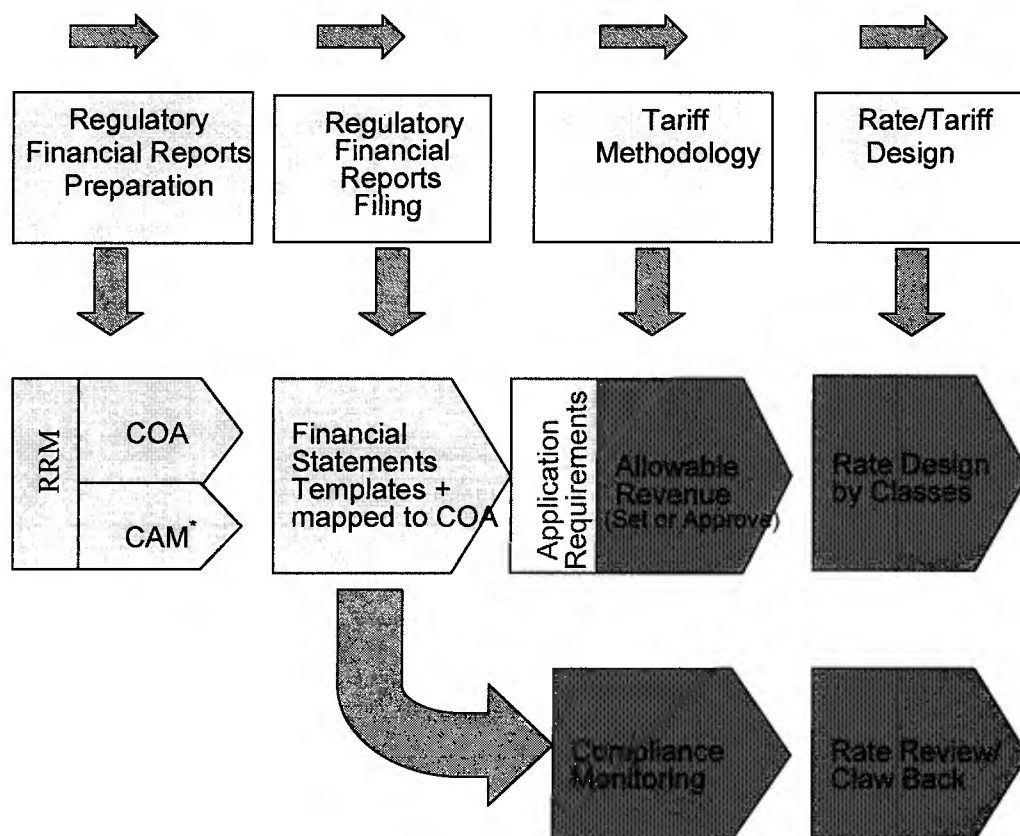 Regulatory
Financial Reports
Preparation
Regulatory
Financial
Reports
Filing
Tariff
Methodology
Rate/Tariff
Design
RRM
COA
CAM*
Financial
Statements
Templates +
mapped to COA
Application
Requirements
Allowable
Revenue
(Set or Approve)
Rate Design
by Classes
Compliance
Monitoring
Rate Review/
Claw Back